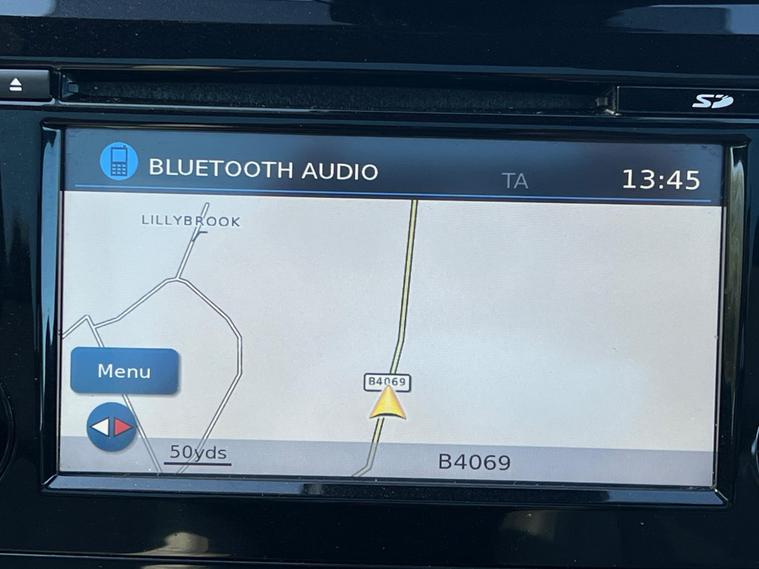 SD
BLUETOOTH AUDIO
TA
13:45
LILLYBROOK
Menu
B4069
50yds
B4069